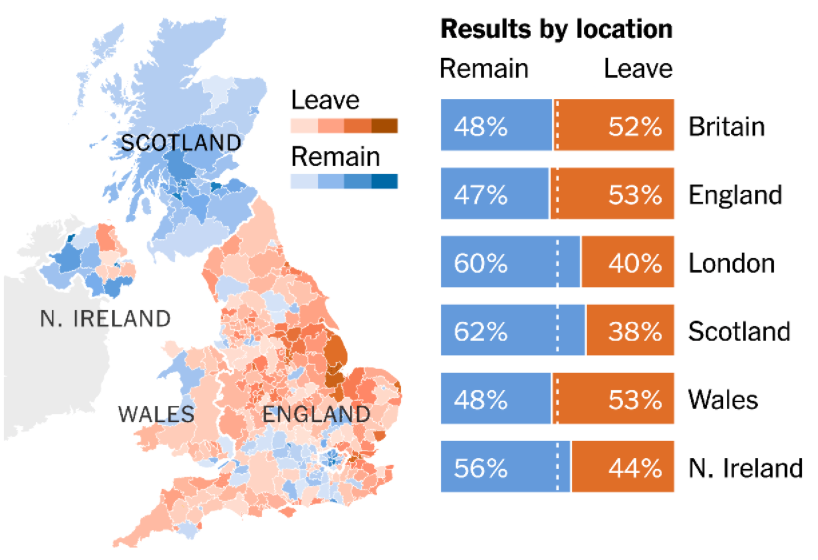 Results by location
Remain Leave
Leave
Remain
SCOTLAND
N. IRELAND
WALES
ENGLAND
48% 52% Britain
47% 53% England
60% 40% London
62% 38% Scotland
48% 53% Wales
56% 44% N. Ireland